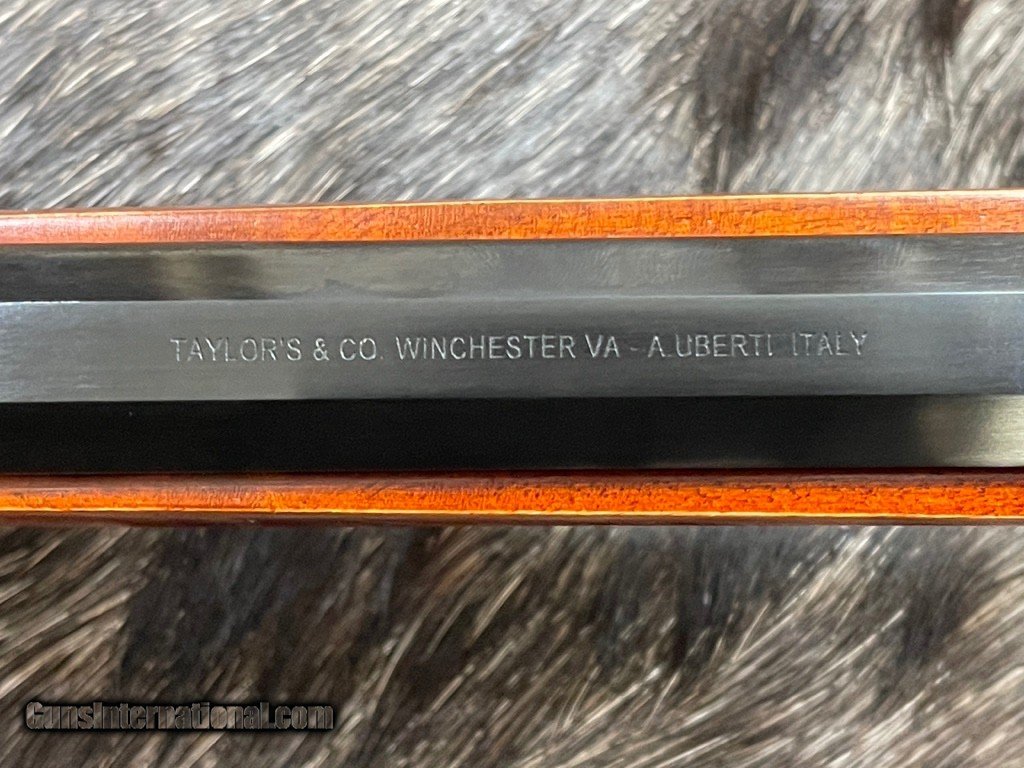 TAYLOR'S & CO. WINCHESTER VA - A.UBERTI ITALY
GunsInternational.com